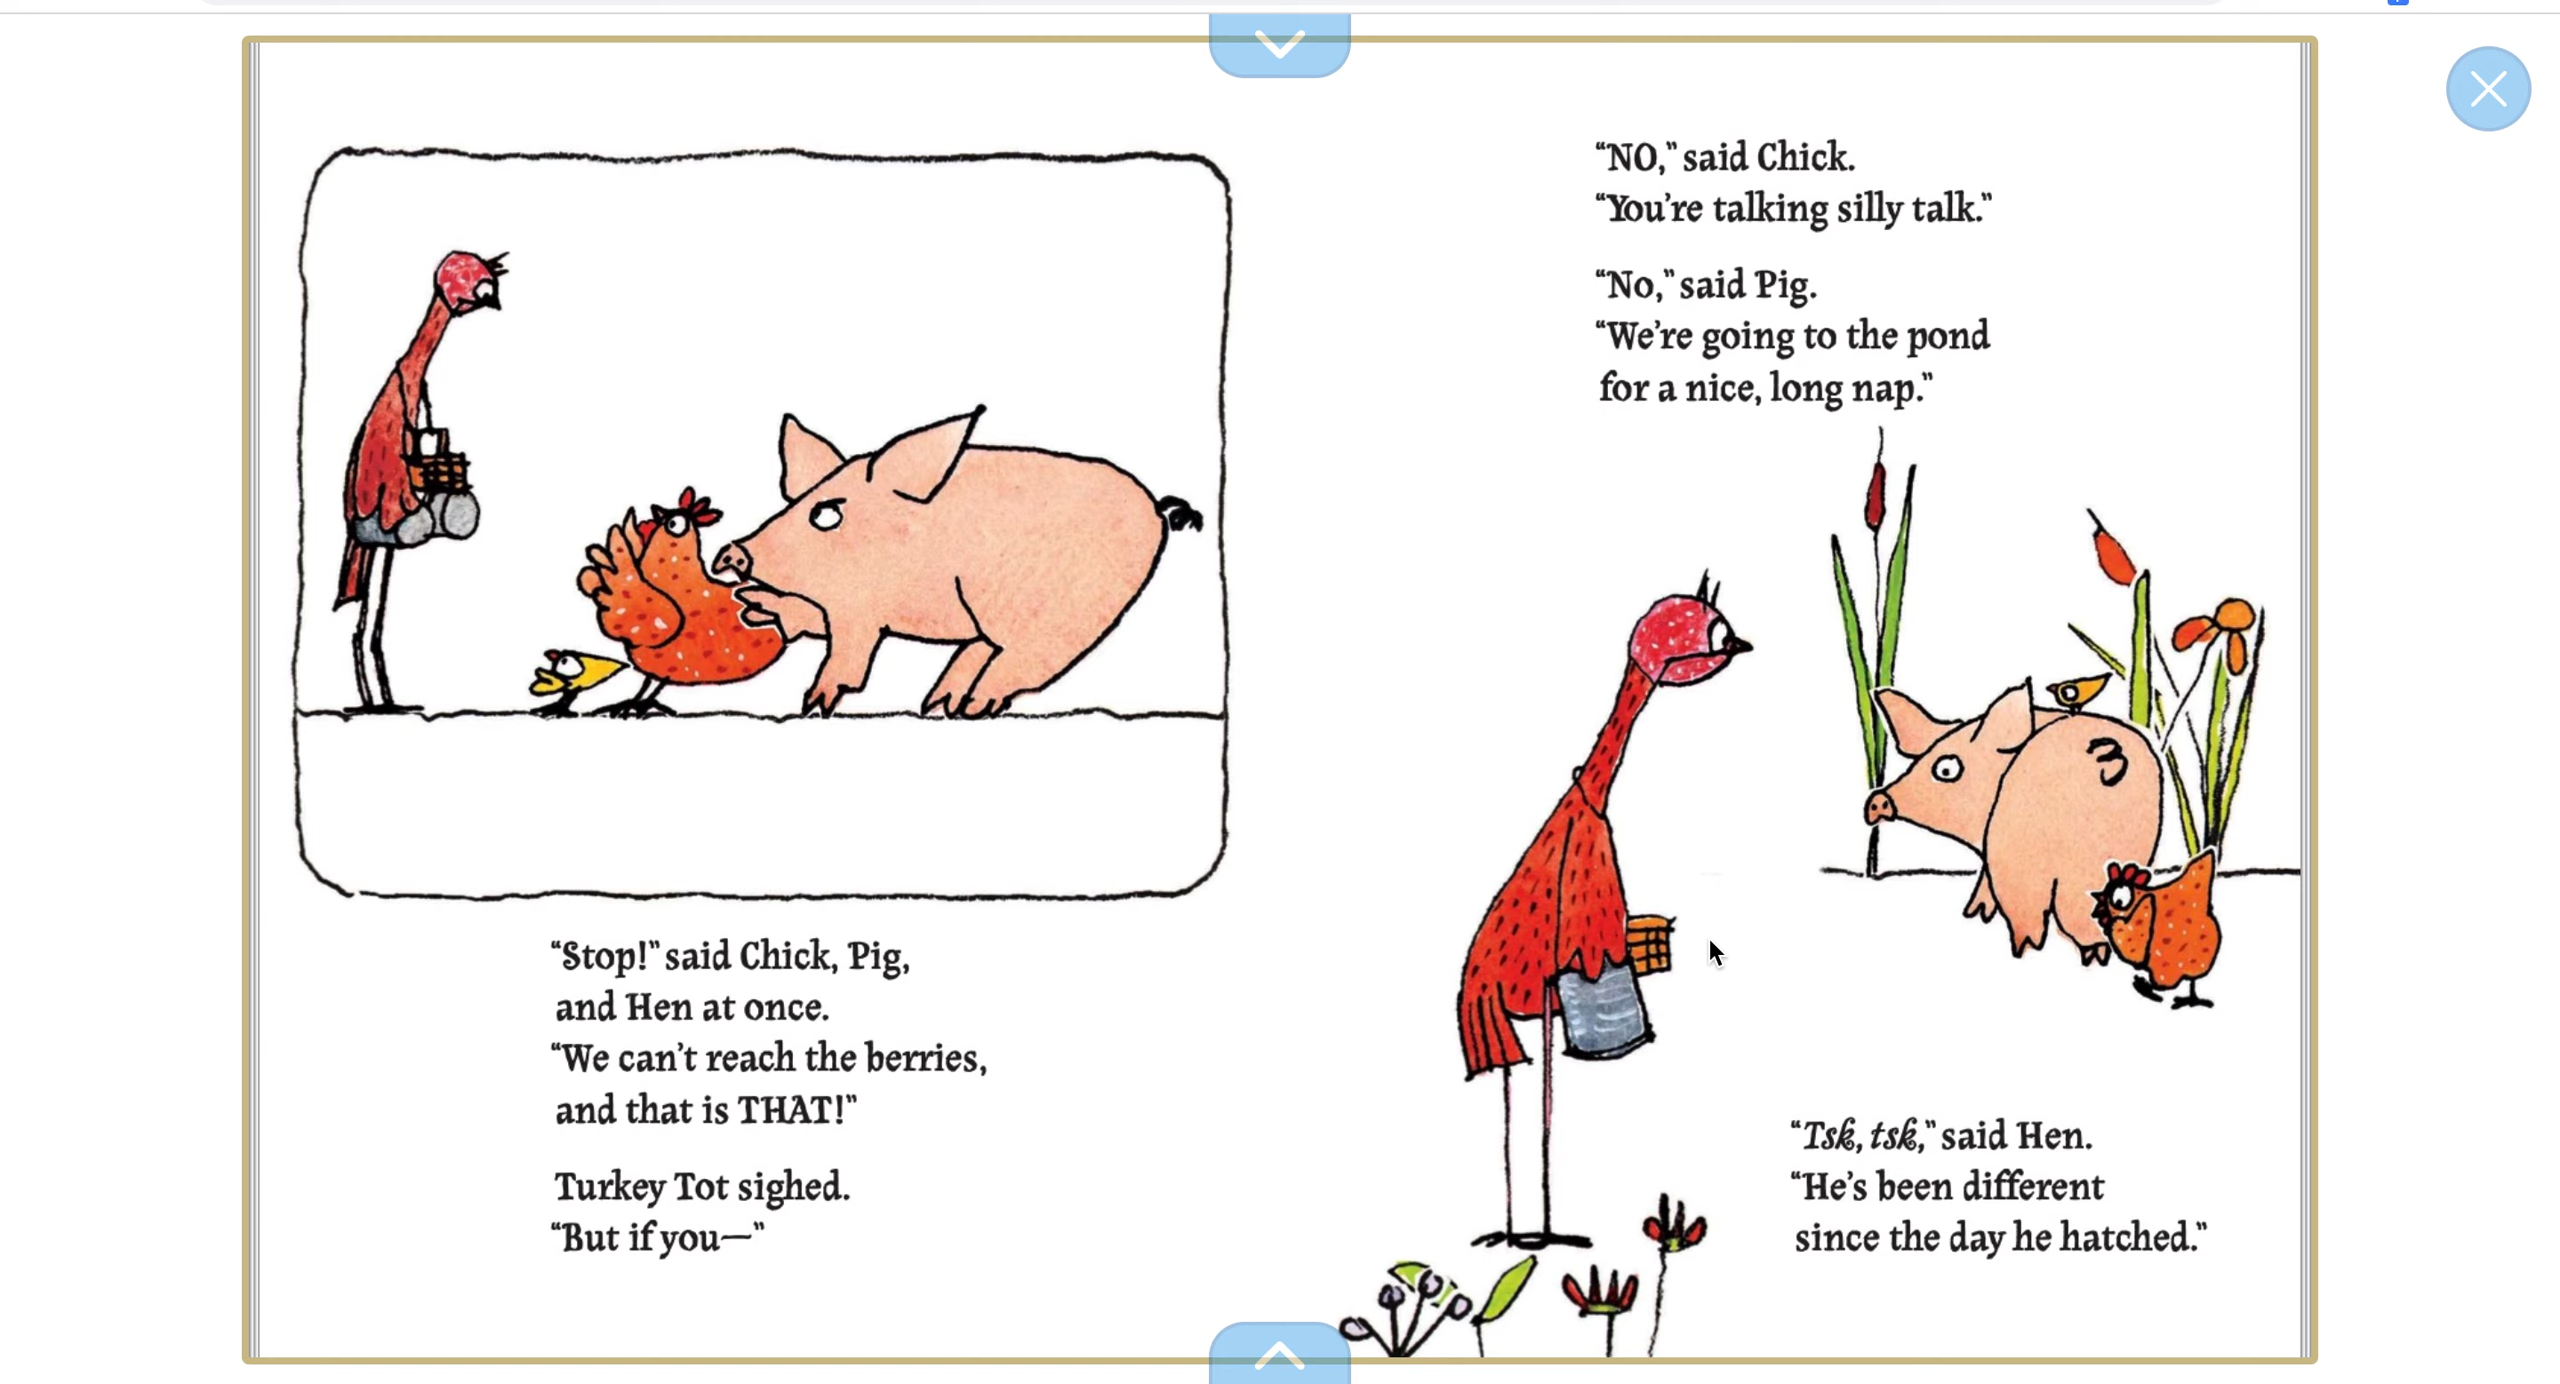 “Stop!” said Chick, Pig,
and Hen at once.
“We can’t reach the berries,
and that is THAT!”
Turkey Tot sighed.
“But if you—”
“NO,” said Chick.
“You’re talking silly talk.”
“No,” said Pig.
“We’re going to the pond
for a nice, long nap.”
“Tsk, tsk,” said Hen.
“He’s been different
since the day he hatched.”